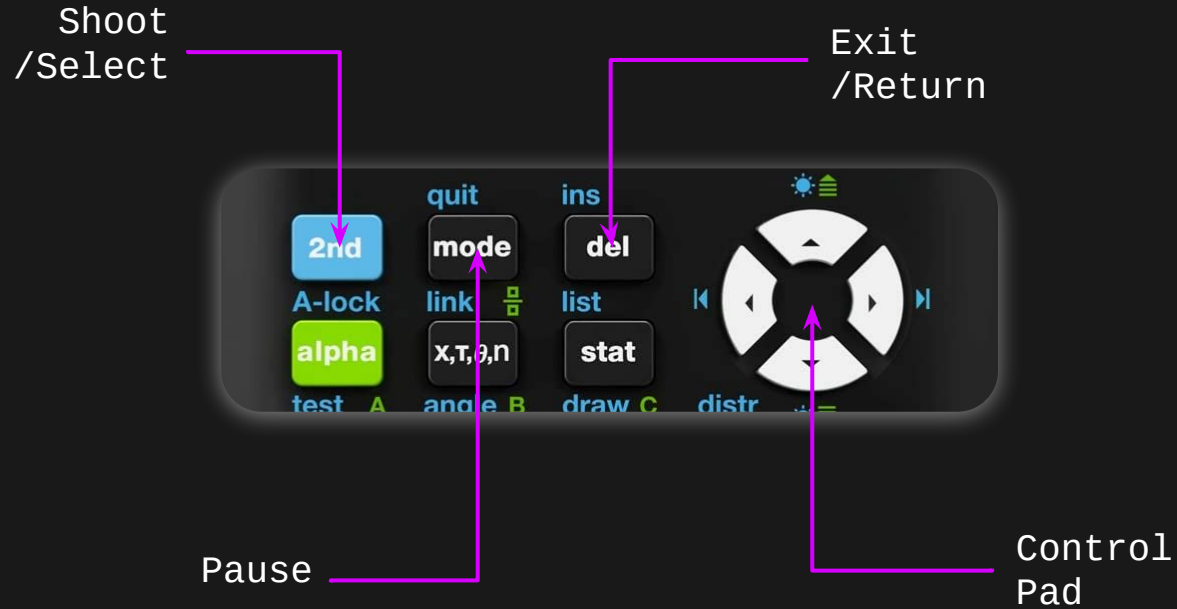 Shoot
/Select
Exit
/Return
quit
ins
2nd
mode
del
A-lock
link
list
alpha
X,T,θ,n
stat
test A
angle B
draw C
distr
Pause
Control
Pad